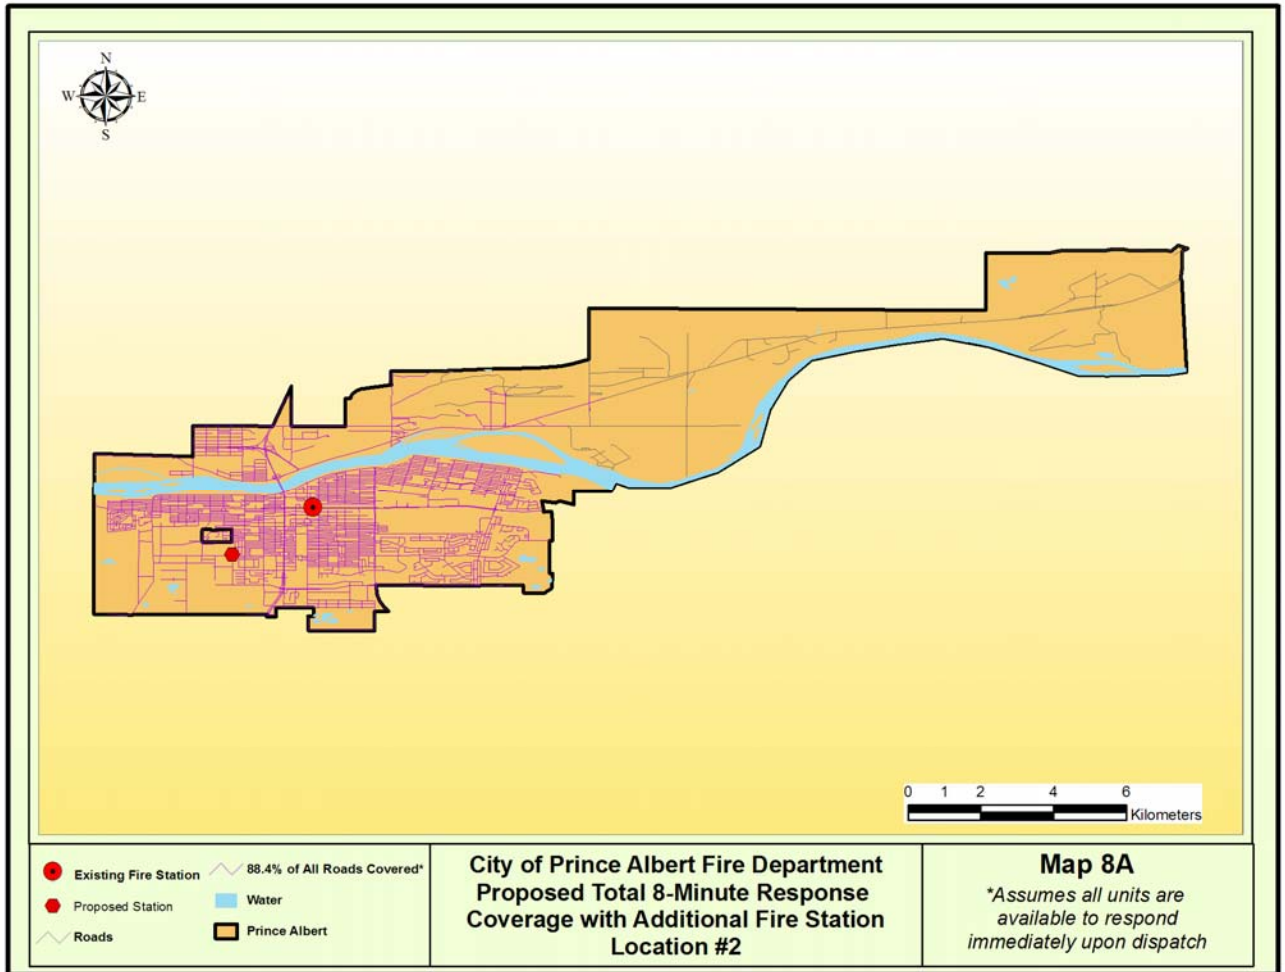 N
W E
S
0 1 2 4 6
Kilometers
Existing Fire Station
Proposed Station
Roads
88.4% of All Roads Covered*
Water
Prince Albert
City of Prince Albert Fire Department
Proposed Total 8-Minute Response
Coverage with Additional Fire Station
Location #2
Map 8A
*Assumes all units are
available to respond
immediately upon dispatch